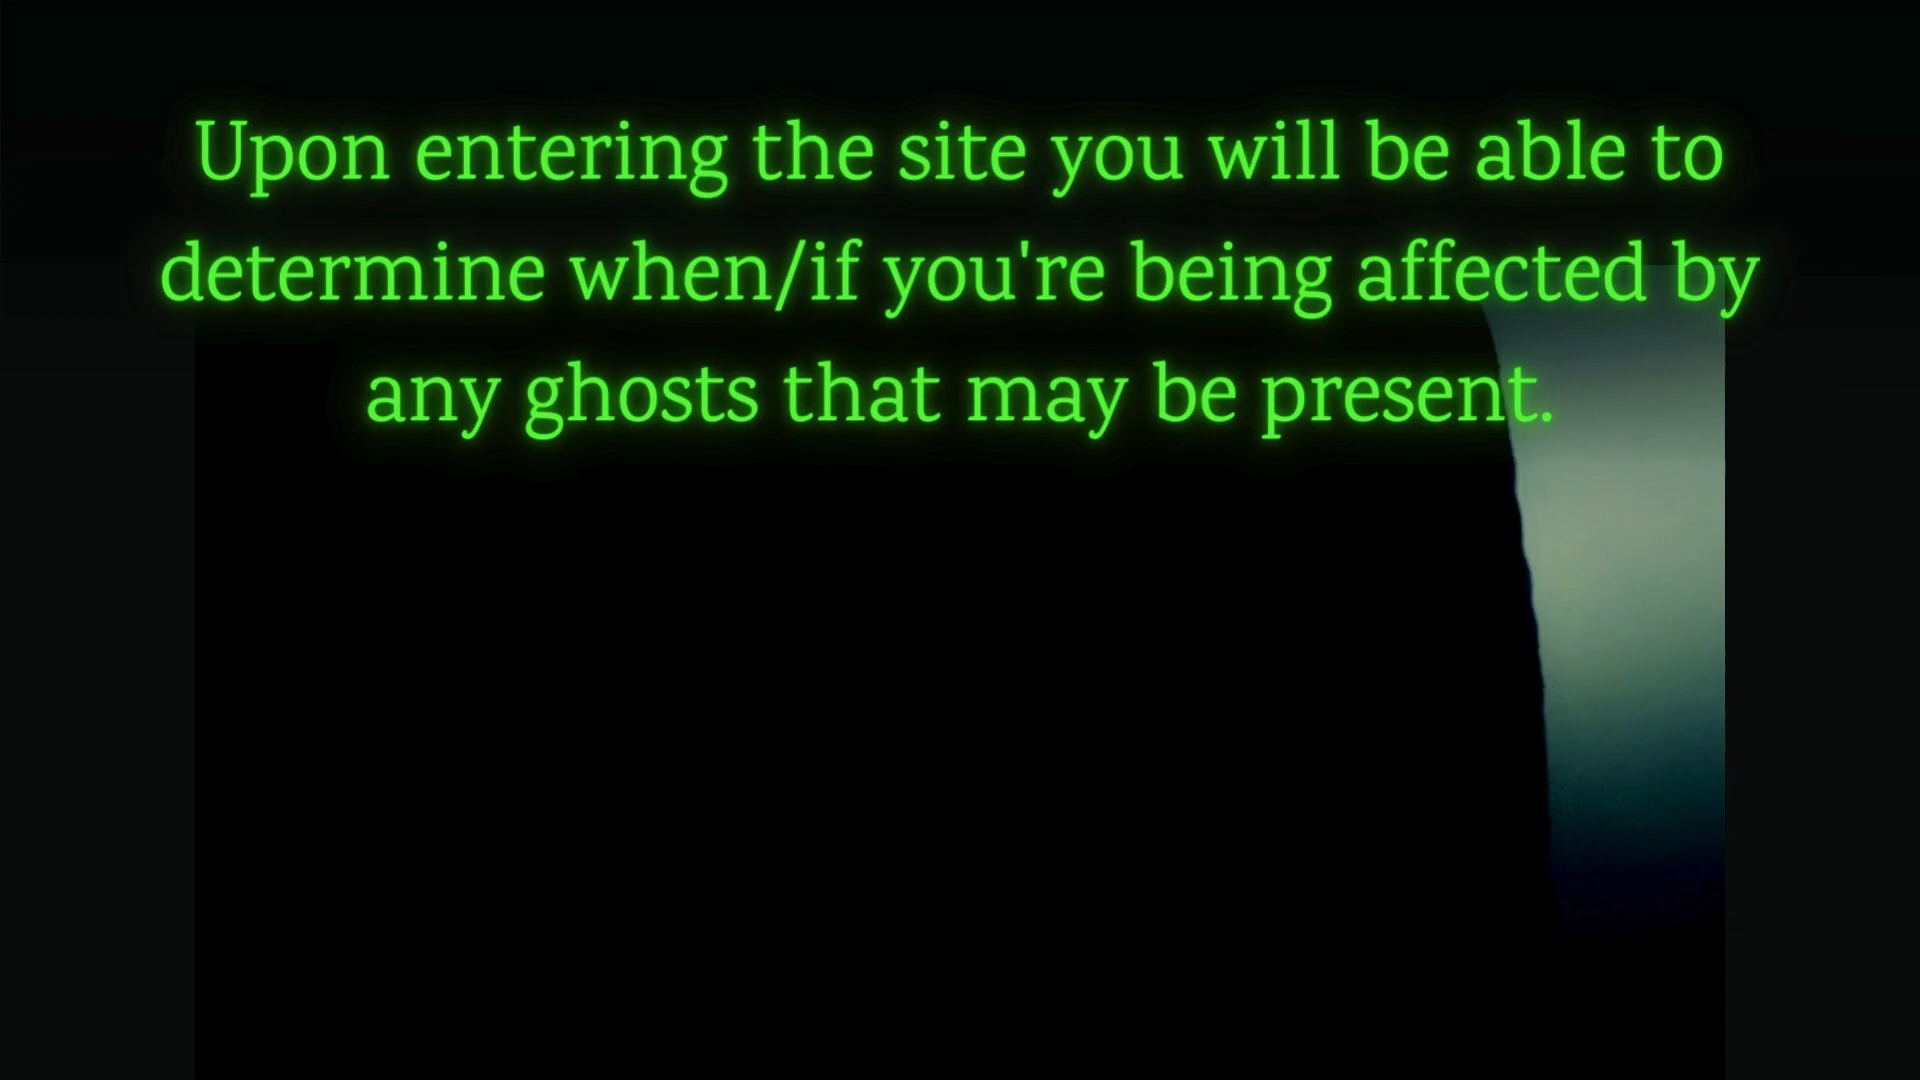 Upon entering the site you will be able to
determine when/if you're being affected by
any ghosts that may be present.